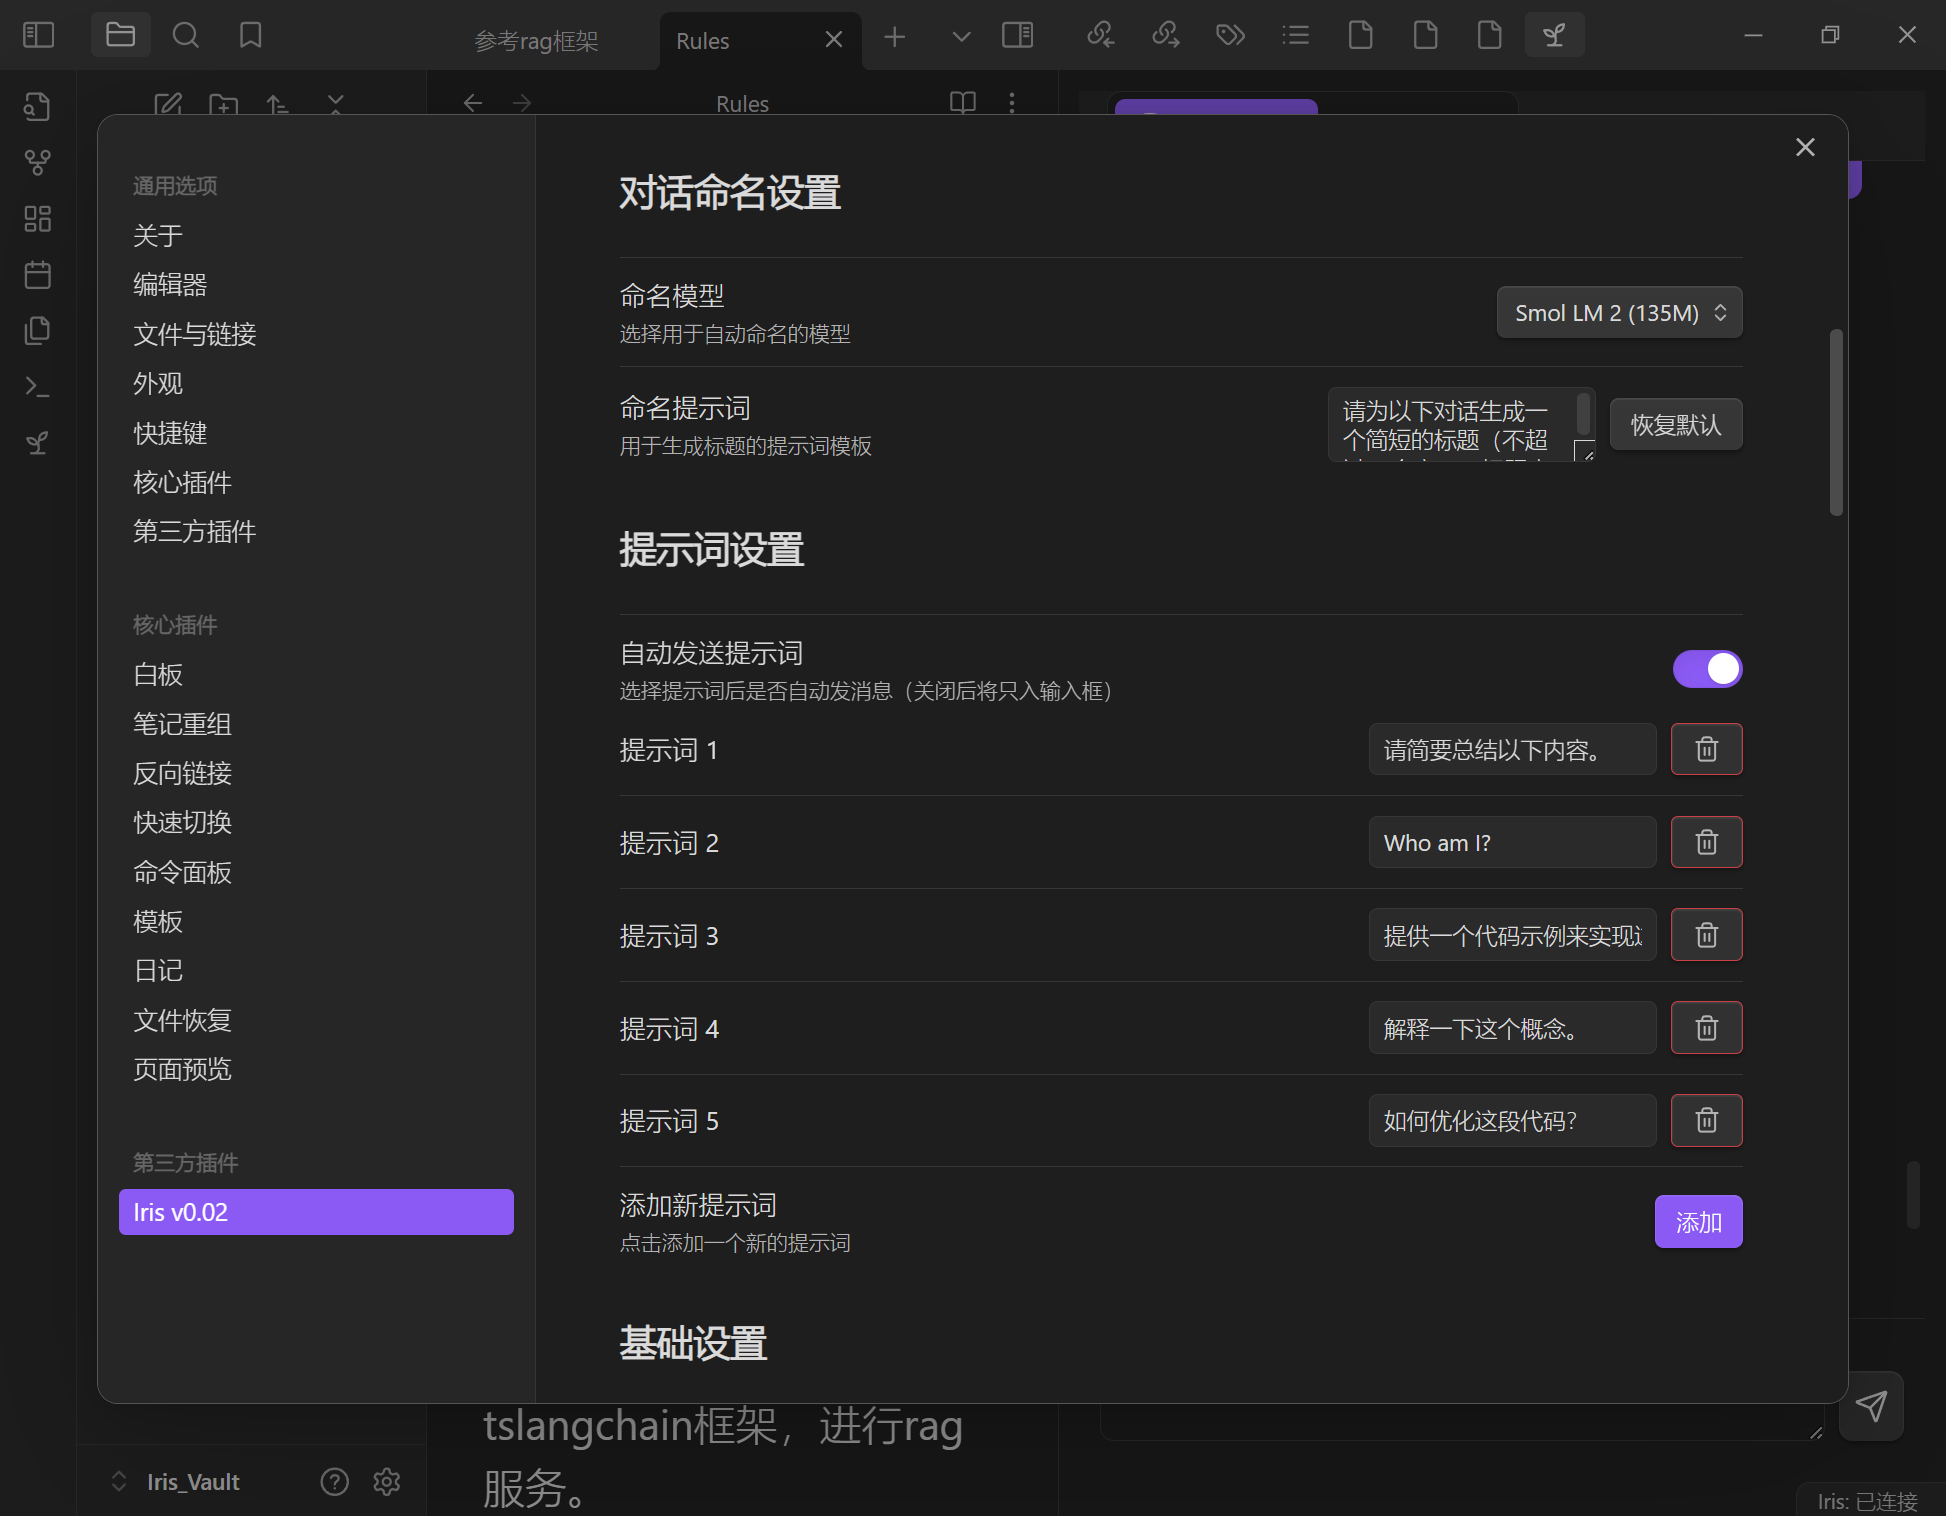 参考rag框架
Rules
Rules
通用选项
关于
编辑器
文件与链接
外观
快捷键
核心插件
第三方插件
核心插件
白板
笔记重组
反向链接
快速切换
命令面板
模板
日记
文件恢复
页面预览
第三方插件
Iris v0.02
对话命名设置
命名模型
选择用于自动命名的模型
Smol LM 2 (135M)
命名提示词
用于生成标题的提示词模板
请为以下对话生成一
个简短的标题（不超
恢复默认
提示词设置
自动发送提示词
选择提示词后是否自动发消息（关闭后将只入输入框）
提示词 1
请简要总结以下内容。
提示词 2
Who am I?
提示词 3
提供一个代码示例来实现
提示词 4
解释一下这个概念。
提示词 5
如何优化这段代码？
添加新提示词
点击添加一个新的提示词
添加
基础设置
tslangchain框架，进行rag
服务。
Iris_Vault
Iris: 已连接